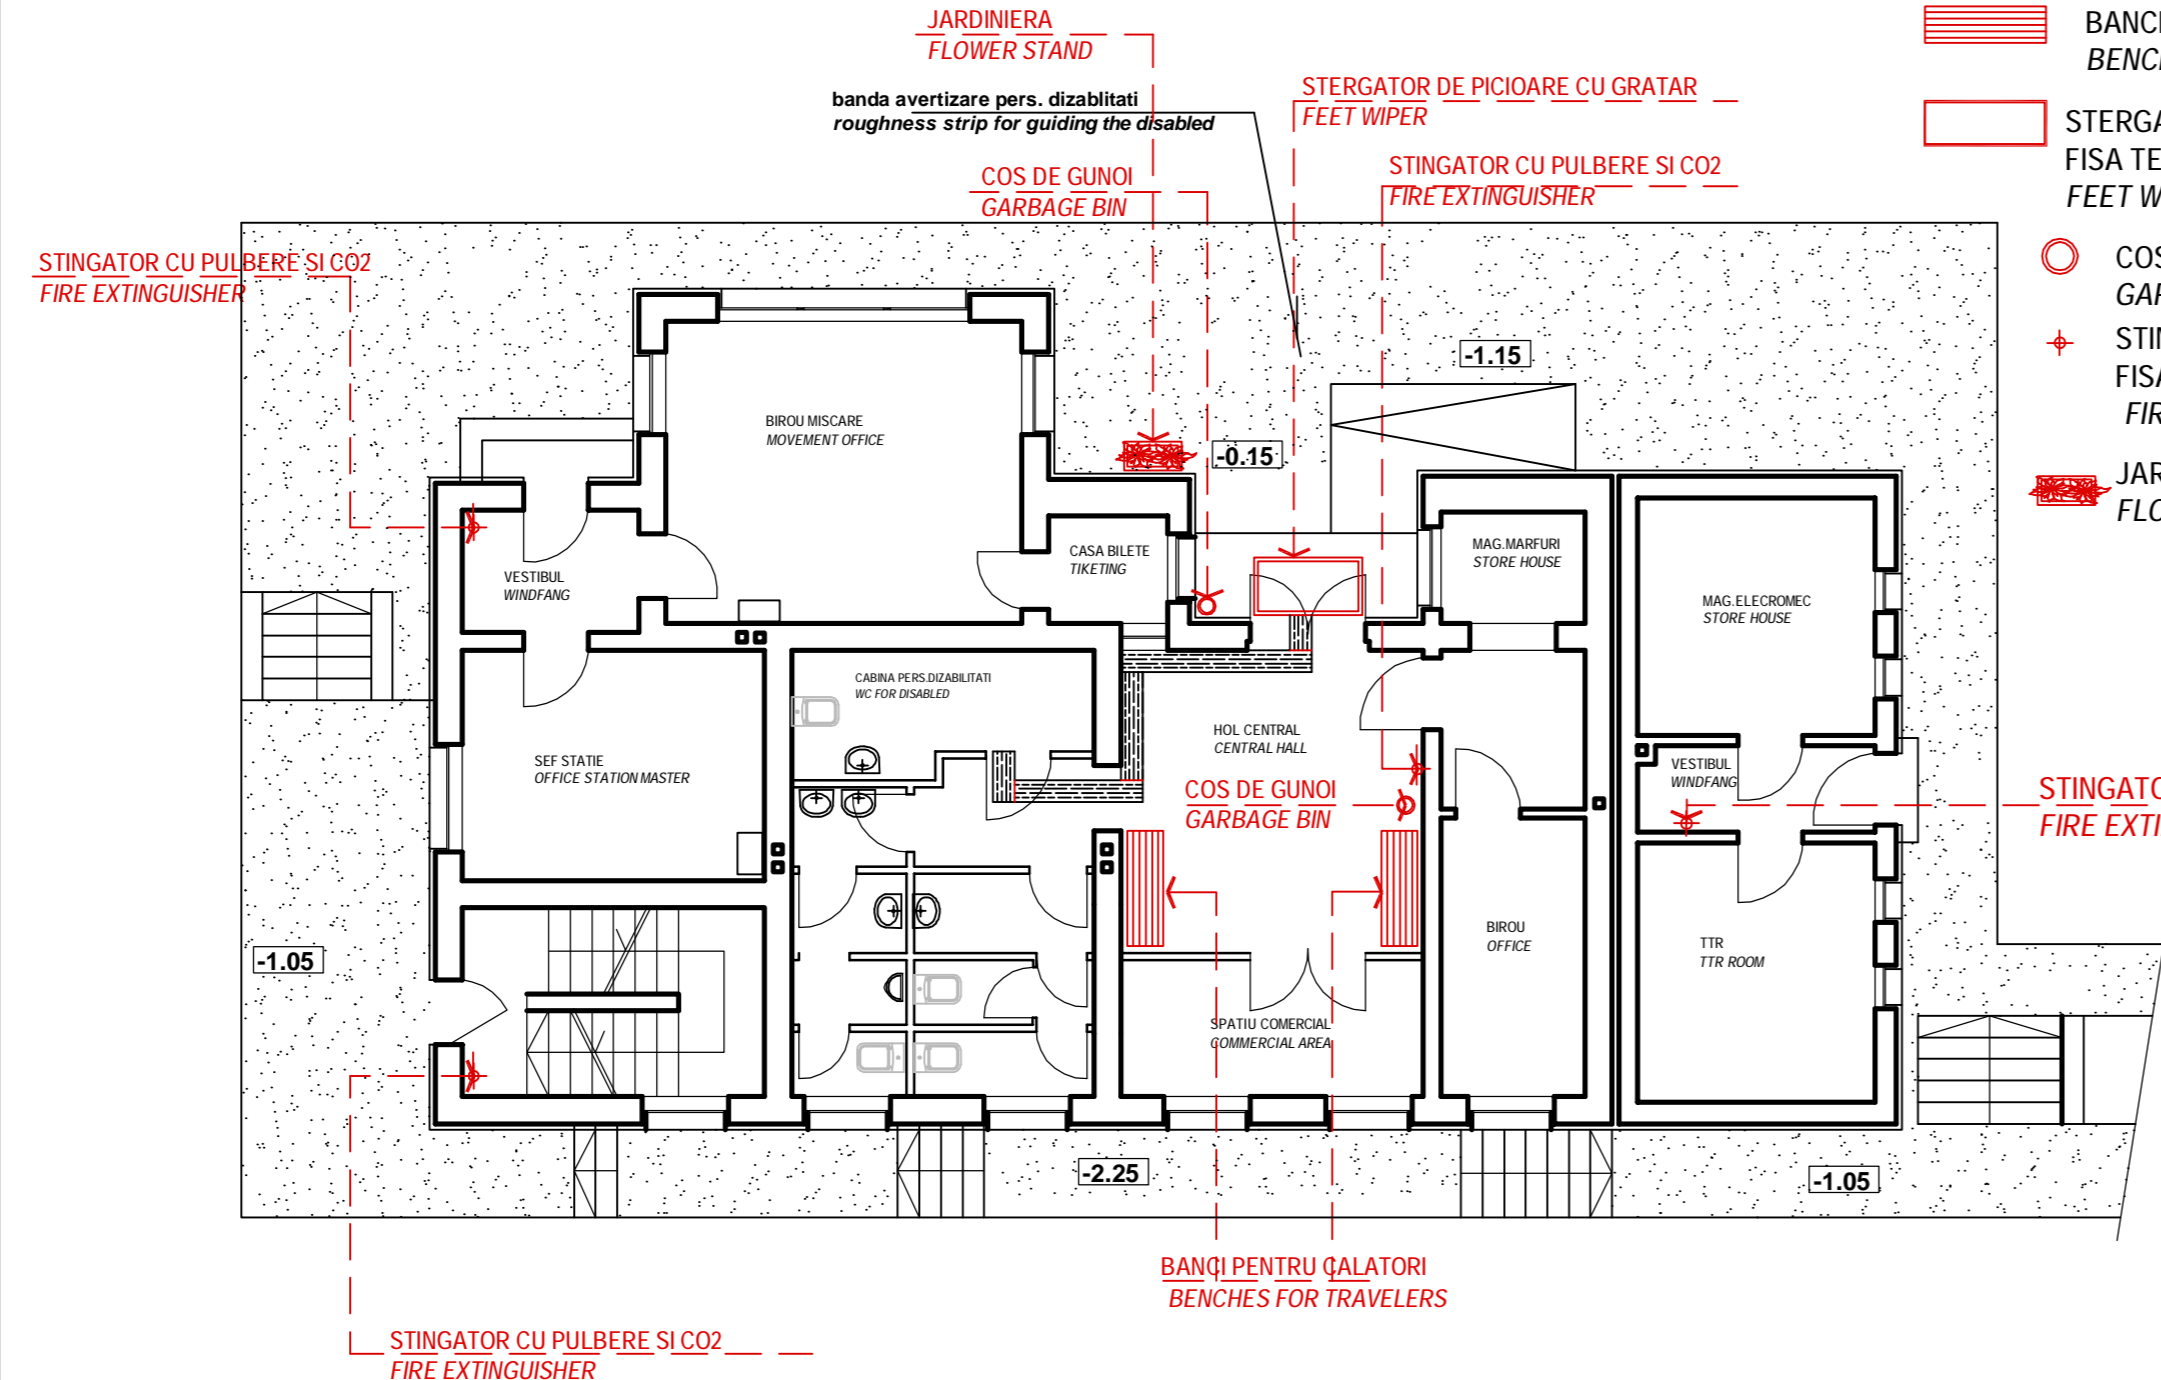 JARDINIERA
FLOWER STAND
banda avertizare pers. dizablitati
roughness strip for guiding the disabled
STERGATOR DE PICIOARE CU GRATAR
FEET WIPER
COS DE GUNOI
GARBAGE BIN
STINGATOR CU PULBERE SI CO2
FIRE EXTINGUISHER
STINGATOR CU PULBERE SI CO2
FIRE EXTINGUISHER
-1.15
-0.15
BIROU MISCARE
MOVEMENT OFFICE
CASA BILETE
TIKETING
MAG.MARFURI
STORE HOUSE
VESTIBUL
WINDFANG
MAG.ELECROMEC
STORE HOUSE
CABINA PERS.DIZABILITATI
WC FOR DISABLED
HOL CENTRAL
CENTRAL HALL
SEF STATIE
OFFICE STATION MASTER
VESTIBUL
WINDFANG
COS DE GUNOI
GARBAGE BIN
BIROU
OFFICE
TTR
TTR ROOM
-1.05
SPATIU COMERCIAL
COMMERCIAL AREA
-2.25
-1.05
BANCI PENTRU CALATORI
BENCHES FOR TRAVELERS
STINGATOR CU PULBERE SI CO2
FIRE EXTINGUISHER
BANCI
BENC
STERGA
FISA TE
FEET W
COS
GAR
STIN
FISA
FIR
JAR
FLO
STINGATO
FIRE EXTI